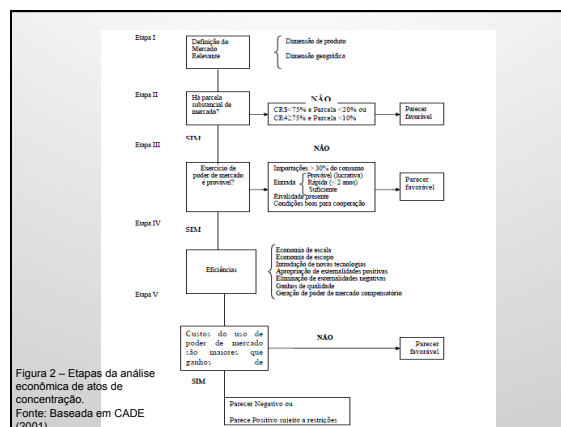 Etapa I
Definição do
Mercado
Relevante
Dimensão de produto
Dimensão geográfica
Etapa II
Há parcela
substancial de
mercado?
NÃO
CR$<75% e Parcela <20% ou
CR4≥75% e Parcela <10%
Parecer
favorável
SIM
Etapa III
NÃO
Exercício de
poder de mercado
é provável?
Importações > 30% do consumo
Provável (lucrativa)
Entrada
Rápida (< 2 anos)
Suficiente
Rivalidade presente
Condições boas para cooperação
Parecer
favorável
Etapa IV
SIM
Eficiências
Economia de escala
Economia de escopo
Introdução de novas tecnologias
Apropriação de externalidades positivas
Eliminação de externalidades negativas
Ganhos de qualidade
Geração de poder de mercado compensatório
Etapa V
Custos do uso de
poder de mercado
são maiores que
ganhos de
NÃO
Parecer
favorável
SIM
Parecer Negativo ou
Parece Positivo sujeito a restrições
Figura 2 – Etapas da análise
econômica de atos de
concentração.
Fonte: Baseada em CADE
(2001)